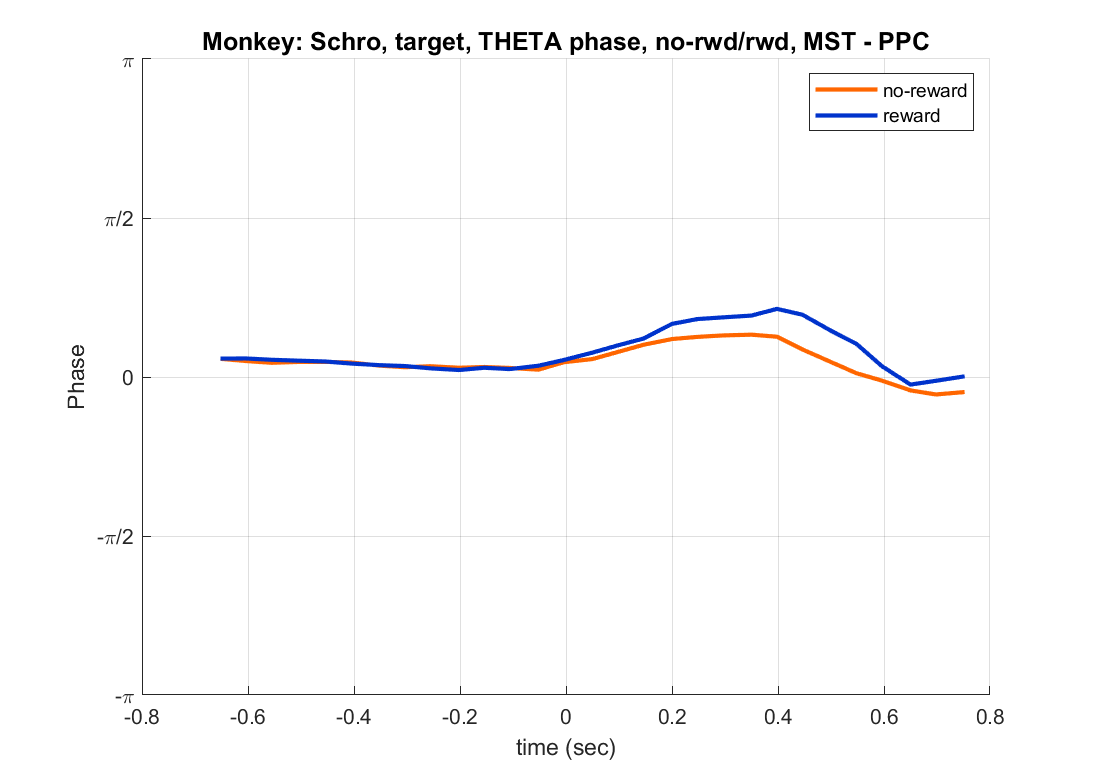 Monkey: Schro, target, THETA phase, no-rwd/rwd, MST - PPC
π
π/2
0
-π/2
-π
Phase
no-reward
reward
-0.8 -0.6 -0.4 -0.2 0 0.2 0.4 0.6 0.8
time (sec)